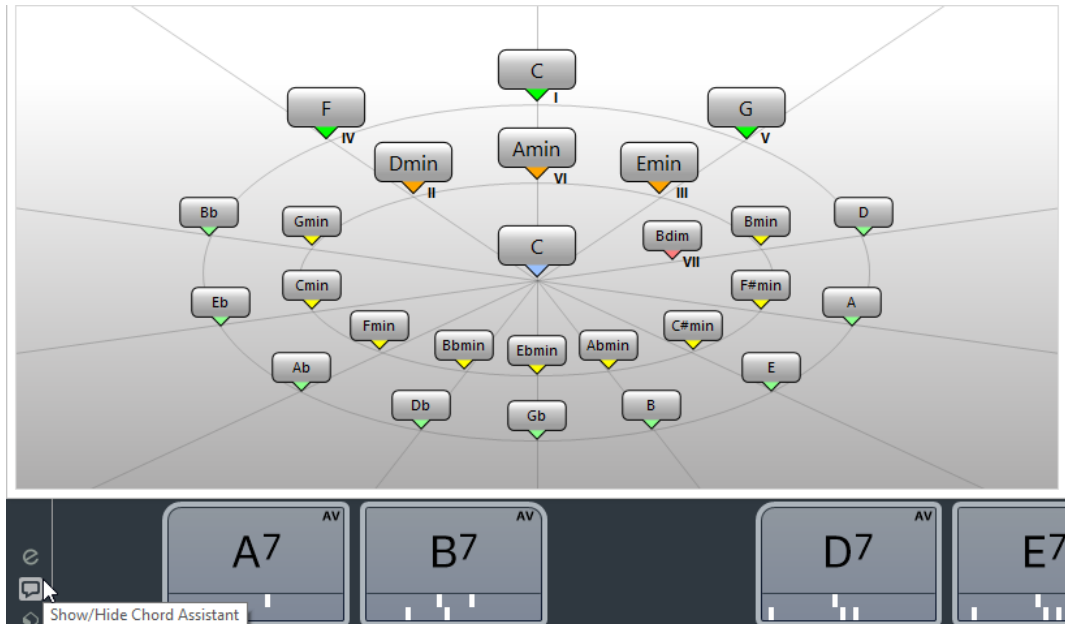 C
I
F
IV
G
V
Dmin
II
Amin
VI
Emin
III
Bb
Gmin
C
Bdim
VII
Bmin
D
Eb
Cmin
F#min
A
Fmin
Bbmin
Ebmin
Abmin
C#min
Ab
E
Db
Gb
B
AV
A7
AV
B7
AV
D7
E7
e
Show/Hide Chord Assistant